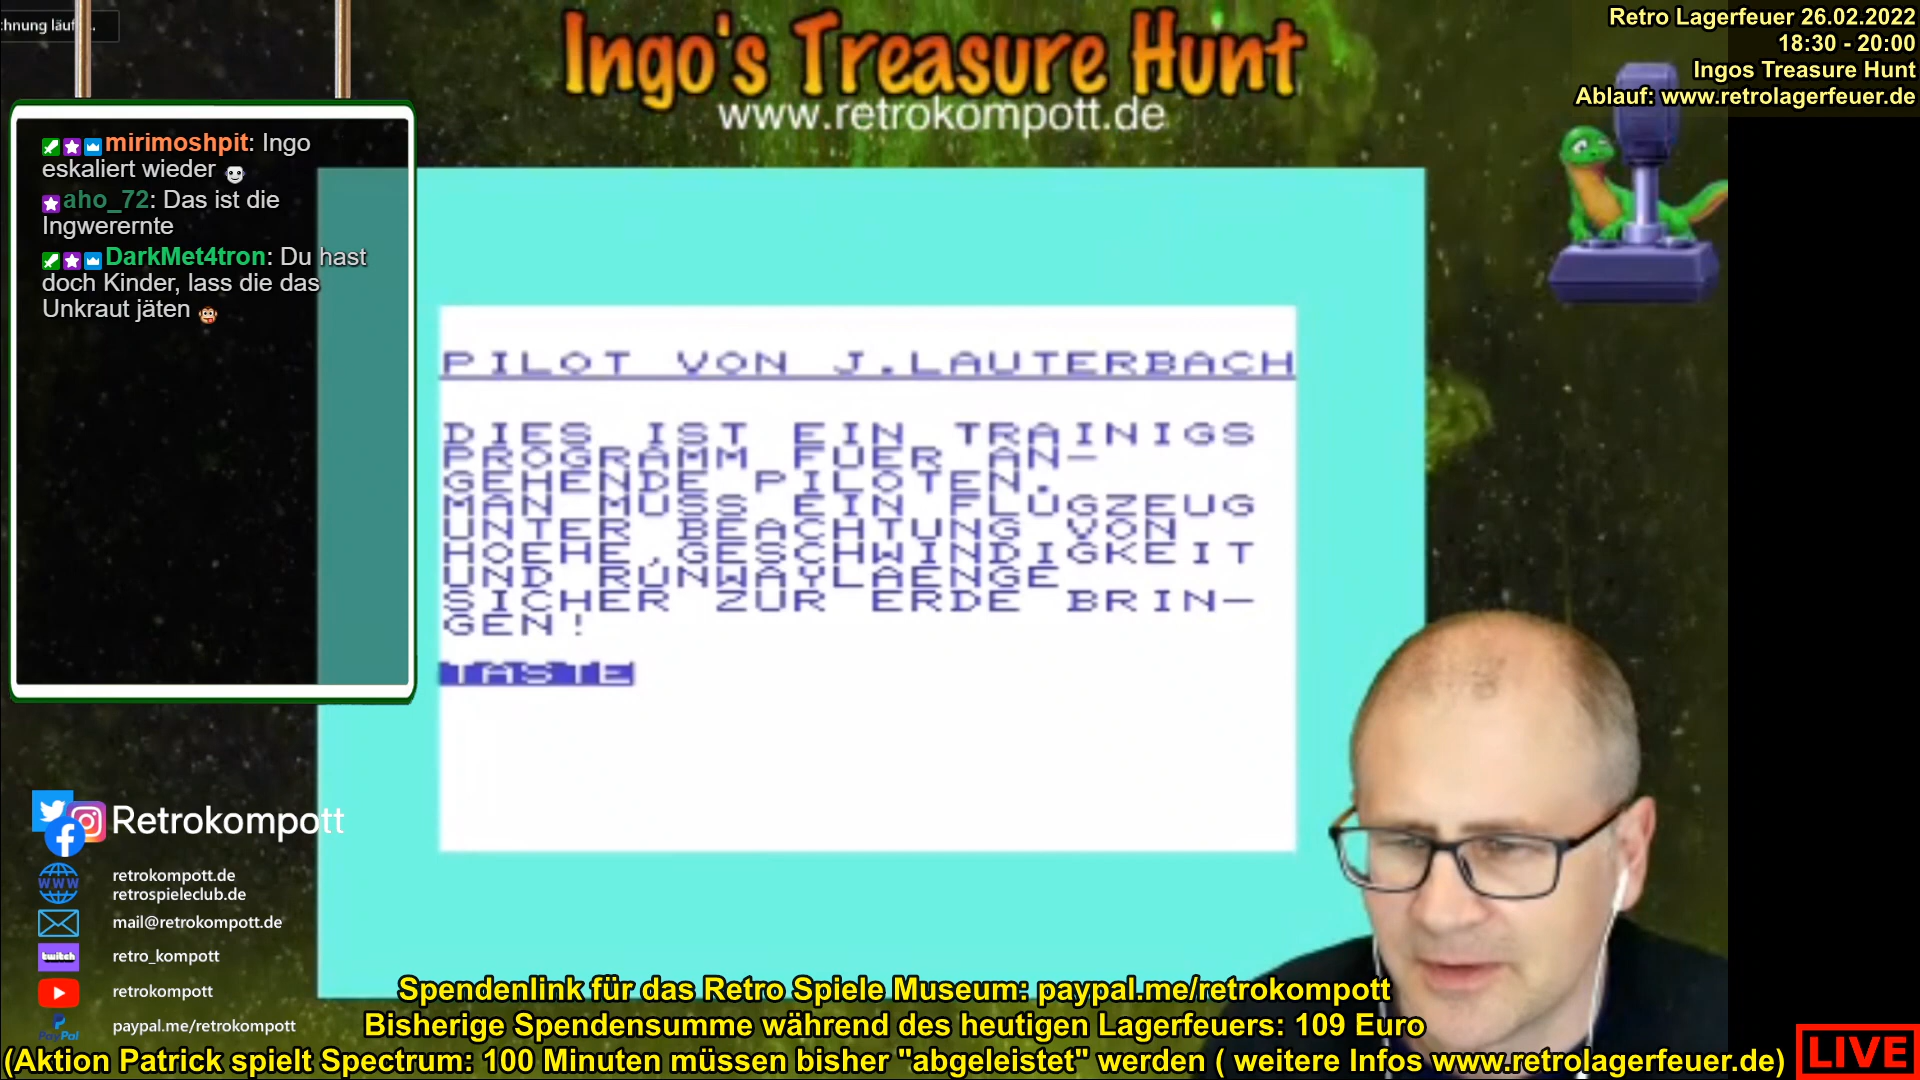 Ingo's Treasure Hunt
www.retrokompott.de
Retro Lagerfeuer 26.02.2022
18:30 - 20:00
Ingos Treasure Hunt
Ablauf: www.retrolagerfeuer.de
mirimoshpit: Ingo
eskaliert wieder
aho_72: Das ist die
Ingwerernte
DarkMet4tron: Du hast
doch Kinder, lass die das
Unkraut jäten
PILOT VON J.LAUTERBACH
DIES IST EIN TRAINIGS
PROGRAMM FUER AN-
GEHENDE PILOTEN.
MAN MUSS EIN FLUGZEUG
UNTER BEACHTUNG VON
HOEHE,GESCHWINDIGKEIT
UND RUNWAYLAENGE
SICHER ZUR ERDE BRIN-
GEN!
TASTE
Retrokompott
www
retrokompott.de
retrospieleclub.de
mail@retrokompott.de
twitch
retro_kompott
retrokompott
PayPal
paypal.me/retrokompott
Spendenlink für das Retro Spiele Museum: paypal.me/retrokompott
Bisherige Spendensumme während des heutigen Lagerfeuers: 109 Euro
(Aktion Patrick spielt Spectrum: 100 Minuten müssen bisher "abgeleistet" werden ( weitere Infos www.retrolagerfeuer.de)
LIVE